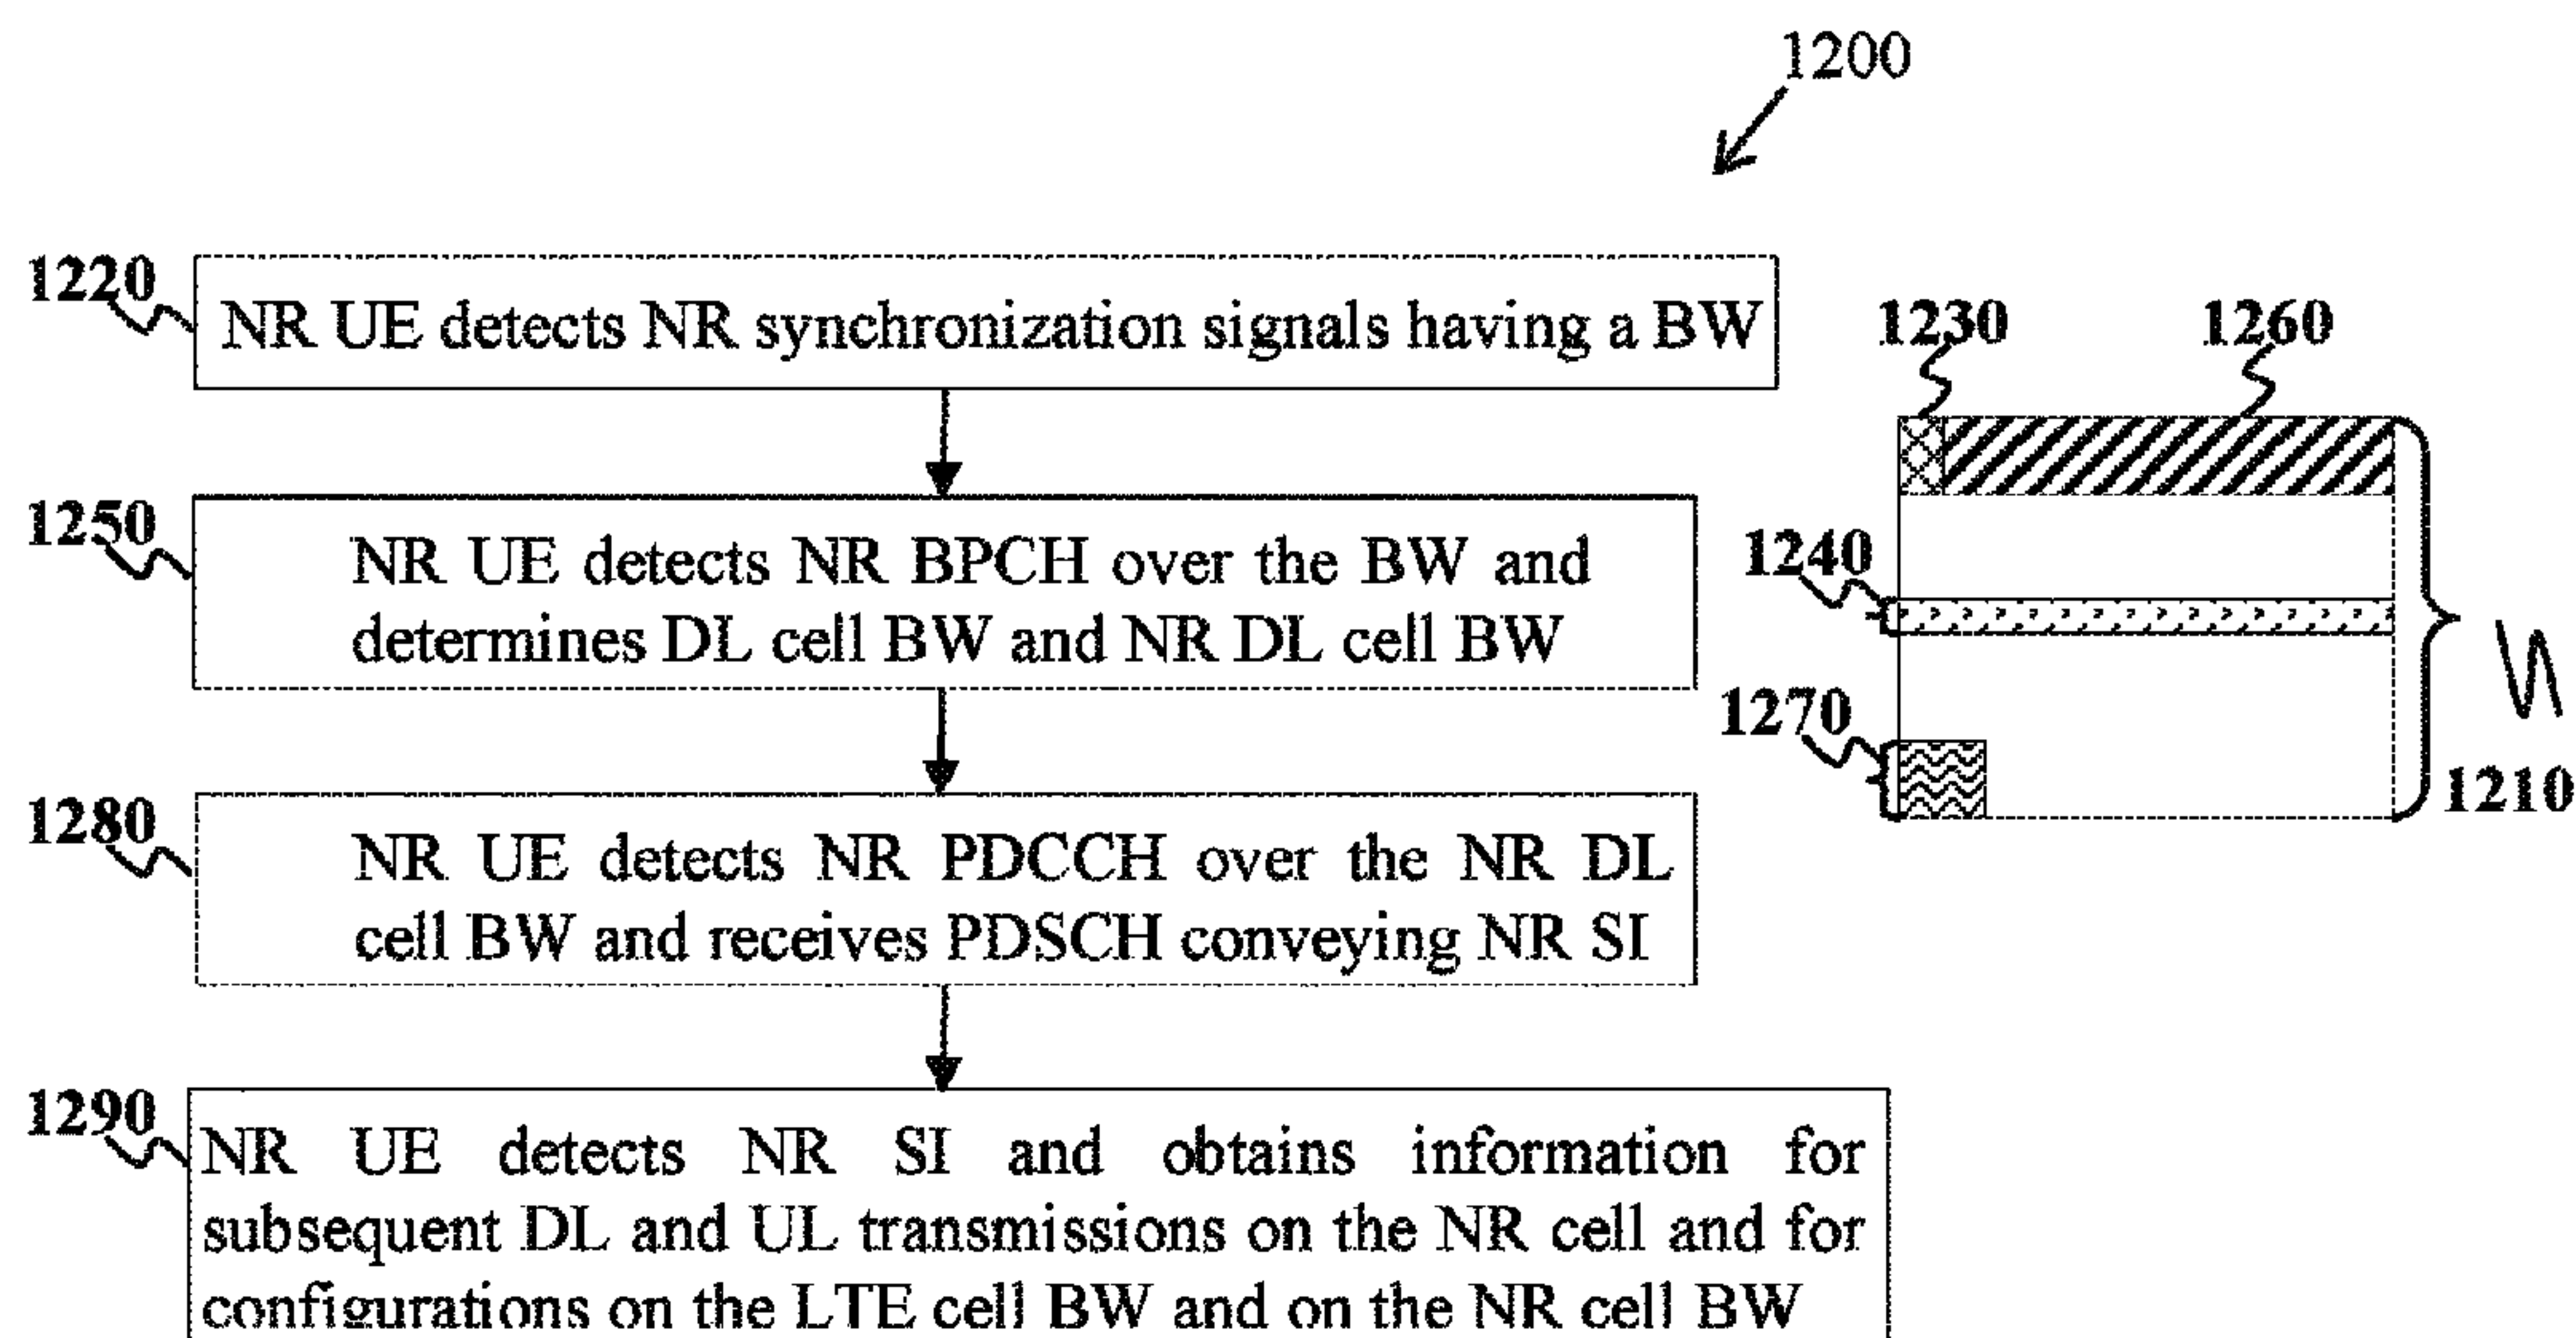 1200
1220
NR UE detects NR synchronization signals having a BW
1230
1260
1250
NR UE detects NR BPCH over the BW and
determines DL cell BW and NR DL cell BW
1240
1270
1210
1280
NR UE detects NR PDCCH over the NR DL
cell BW and receives PDSCH conveying NR SI
1290
NR UE detects NR SI and obtains information for
subsequent DL and UL transmissions on the NR cell and for
configurations on the LTE cell BW and on the NR cell BW